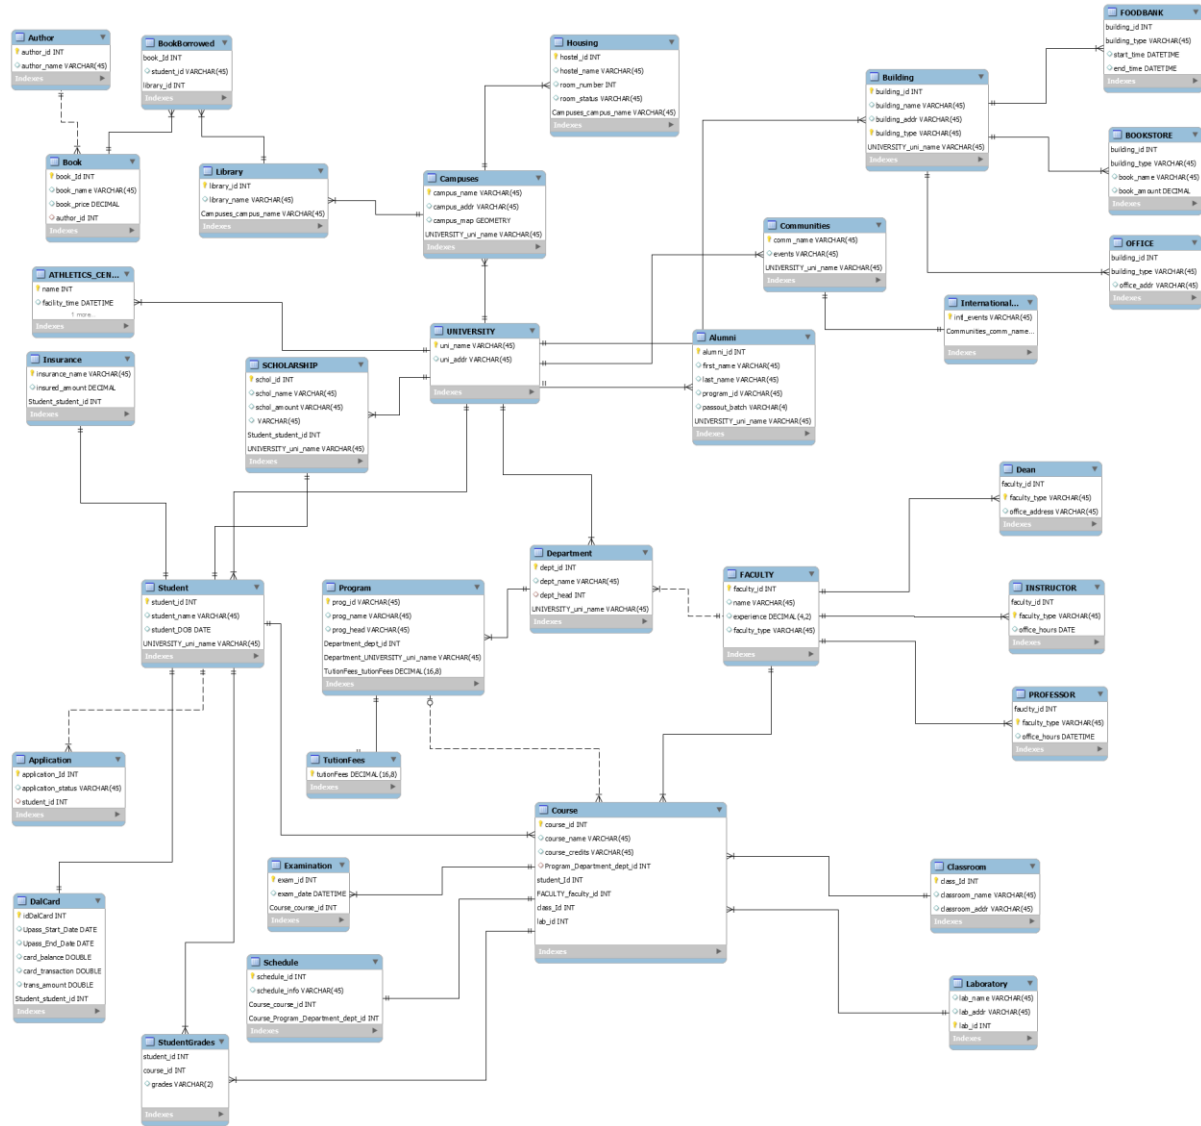 Author
author_id INT
author_name VARCHAR(45)
Indexes
BookBorrowed
book_Id INT
student_id VARCHAR(45)
library_id INT
Indexes
Housing
hostel_id INT
hostel_name VARCHAR(45)
room_number INT
room_status VARCHAR(45)
Campuses_campus_name VARCHAR(45)
Indexes
FOODBANK
building_id INT
building_type VARCHAR(45)
start_time DATETIME
end_time DATETIME
Indexes
Building
building_id INT
building_name VARCHAR(45)
building_addr VARCHAR(45)
building_type VARCHAR(45)
UNIVERSITY_uni_name VARCHAR(45)
Indexes
BOOKSTORE
building_id INT
building_type VARCHAR(45)
book_name VARCHAR(45)
book_amount DECIMAL
Indexes
Book
book_Id INT
book_name VARCHAR(45)
book_price DECIMAL
author_id INT
Indexes
Library
library_id INT
library_name VARCHAR(45)
Campuses_campus_name VARCHAR(45)
Indexes
Campuses
campus_name VARCHAR(45)
campus_addr VARCHAR(45)
campus_map GEOMETRY
UNIVERSITY_uni_name VARCHAR(45)
Indexes
Communities
comm_name VARCHAR(45)
events VARCHAR(45)
UNIVERSITY_uni_name VARCHAR(45)
Indexes
OFFICE
building_id INT
building_type VARCHAR(45)
office_addr VARCHAR(45)
Indexes
ATHLETICS_CEN...
name INT
facility_time DATETIME
1 more...
Indexes
International...
intl_events VARCHAR(45)
Communities_comm_name...
Indexes
UNIVERSITY
uni_name VARCHAR(45)
uni_addr VARCHAR(45)
Indexes
Alumni
alumni_id INT
first_name VARCHAR(45)
last_name VARCHAR(45)
program_id VARCHAR(45)
passout_batch VARCHAR(4)
UNIVERSITY_uni_name VARCHAR(45)
Indexes
Insurance
insurance_name VARCHAR(45)
insured_amount DECIMAL
Student_student_id INT
Indexes
SCHOLARSHIP
schol_id INT
schol_name VARCHAR(45)
schol_amount VARCHAR(45)
VARCHAR(45)
Student_student_id INT
UNIVERSITY_uni_name VARCHAR(45)
Indexes
Dean
faculty_id INT
faculty_type VARCHAR(45)
office_address VARCHAR(45)
Indexes
Department
dept_id INT
dept_name VARCHAR(45)
dept_head INT
UNIVERSITY_uni_name VARCHAR(45)
Indexes
FACULTY
faculty_id INT
name VARCHAR(45)
experience DECIMAL(4,2)
faculty_type VARCHAR(45)
Indexes
INSTRUCTOR
faculty_id INT
faculty_type VARCHAR(45)
office_hours DATE
Indexes
Student
student_id INT
student_name VARCHAR(45)
student_DOB DATE
UNIVERSITY_uni_name VARCHAR(45)
Indexes
Program
prog_id VARCHAR(45)
prog_name VARCHAR(45)
prog_head VARCHAR(45)
Department_dept_id INT
Department_UNIVERSITY_uni_name VARCHAR(45)
TutionFees_tutionFees DECIMAL(16,8)
Indexes
PROFESSOR
faculty_id INT
faculty_type VARCHAR(45)
office_hours DATETIME
Indexes
Application
application_Id INT
application_status VARCHAR(45)
student_id INT
Indexes
TutionFees
tutionFees DECIMAL(16,8)
Indexes
Course
course_id INT
course_name VARCHAR(45)
course_credits VARCHAR(45)
Program_Department_dept_id INT
student_Id INT
FACULTY_faculty_id INT
class_Id INT
lab_id INT
Indexes
Examination
exam_id INT
exam_date DATETIME
Course_course_id INT
Indexes
Classroom
class_Id INT
classroom_name VARCHAR(45)
classroom_addr VARCHAR(45)
Indexes
DalCard
idDalCard INT
Upass_Start_Date DATE
Upass_End_Date DATE
card_balance DOUBLE
card_transaction DOUBLE
trans_amount DOUBLE
Student_student_id INT
Indexes
Schedule
schedule_id INT
schedule_info VARCHAR(45)
Course_course_id INT
Course_Program_Department_dept_id INT
Indexes
Laboratory
lab_name VARCHAR(45)
lab_addr VARCHAR(45)
lab_id INT
Indexes
StudentGrades
student_id INT
course_id INT
grades VARCHAR(2)
Indexes